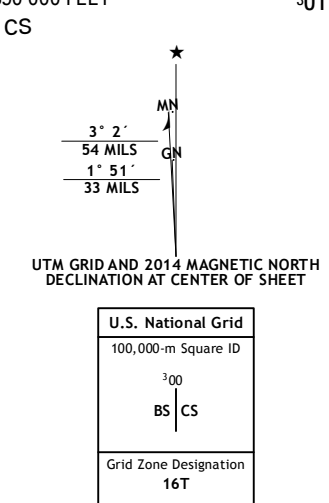 CS
★
MN
3° 2´
54 MILS
GN
1° 51´
33 MILS
UTM GRID AND 2014 MAGNETIC NORTH
DECLINATION AT CENTER OF SHEET
U.S. National Grid
100,000-m Square ID
³00
BS CS
Grid Zone Designation
16T